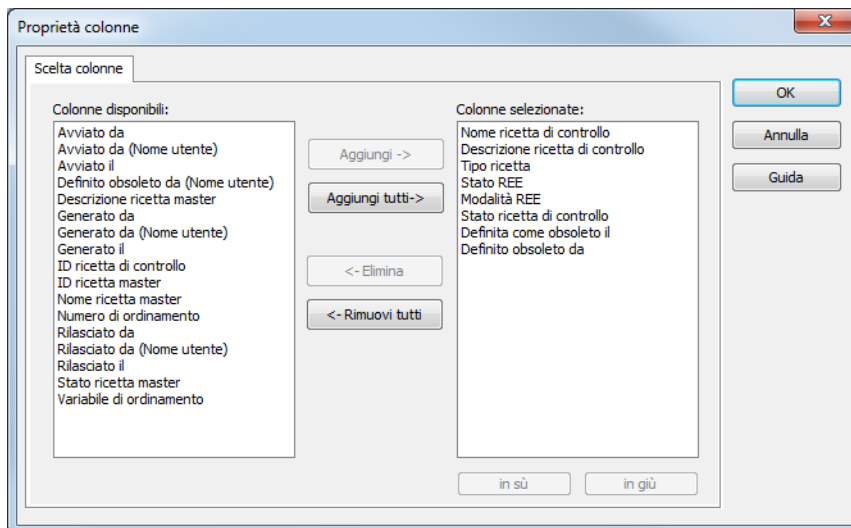 Proprietà colonne
Scelta colonne
Colonne disponibili:
Avviato da
Avviato da (Nome utente)
Avviato il
Definito obsoleto da (Nome utente)
Descrizione ricetta master
Generato da
Generato da (Nome utente)
Generato il
ID ricetta di controllo
ID ricetta master
Nome ricetta master
Numero di ordinamento
Rilasciato da
Rilasciato da (Nome utente)
Rilasciato il
Stato ricetta master
Variabile di ordinamento
Aggiungi ->
Aggiungi tutti->
<- Elimina
<- Rimuovi tutti
Colonne selezionate:
Nome ricetta di controllo
Descrizione ricetta di controllo
Tipo ricetta
Stato REE
Modalità REE
Stato ricetta di controllo
Definita come obsoleto il
Definito obsoleto da
in sù
in giù
OK
Annulla
Guida